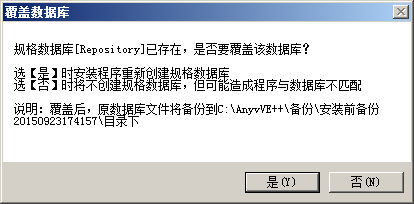 覆盖数据库
规格数据库[Repository]已存在，是否要覆盖该数据库？
选【是】时安装程序重新创建规格数据库
选【否】时将不创建规格数据库，但可能造成程序与数据库不匹配
说明：覆盖后，原数据库文件将备份到C:\AnyvVE++\备份\安装前备份
20150923174157\目录下
是(Y)
否(N)